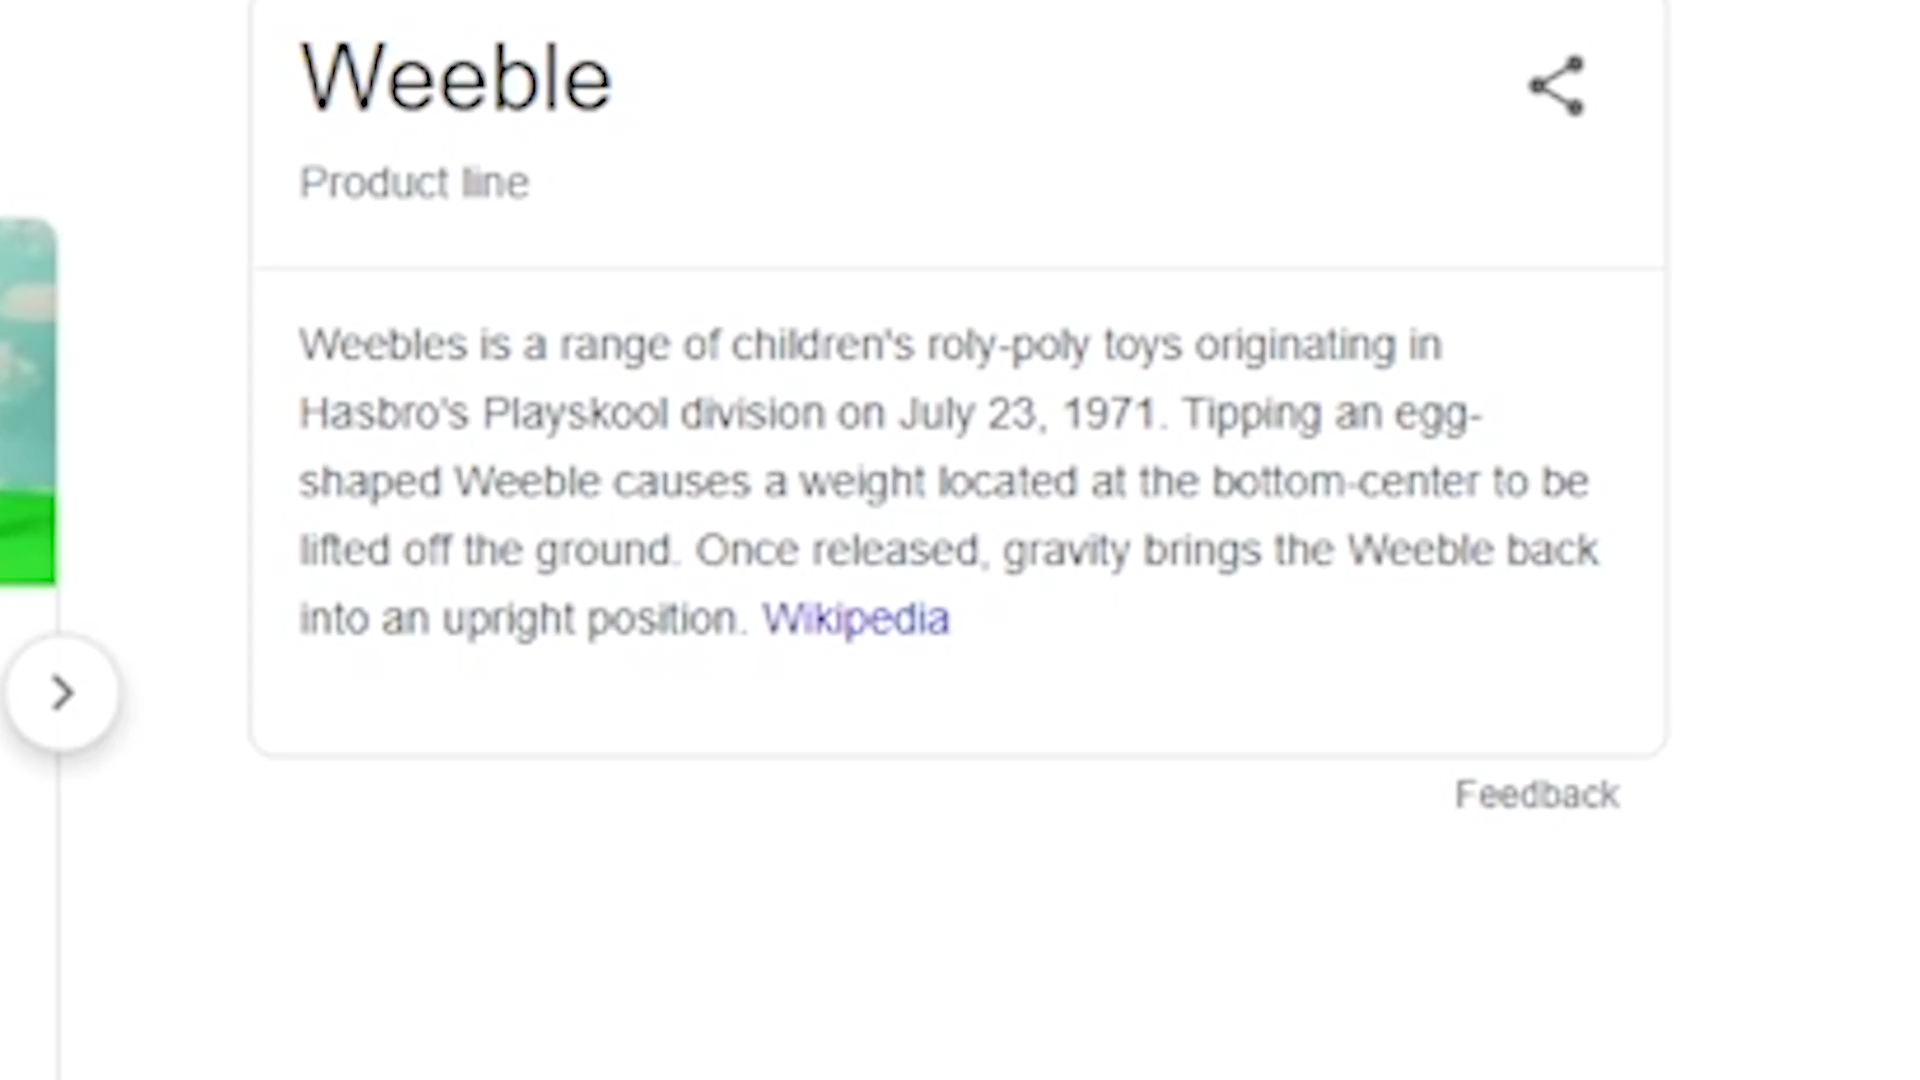 Weeble
Product line
Weebles is a range of children's roly-poly toys originating in
Hasbro's Playskool division on July 23, 1971. Tipping an egg-
shaped Weeble causes a weight located at the bottom-center to be
lifted off the ground. Once released, gravity brings the Weeble back
into an upright position. Wikipedia
Feedback